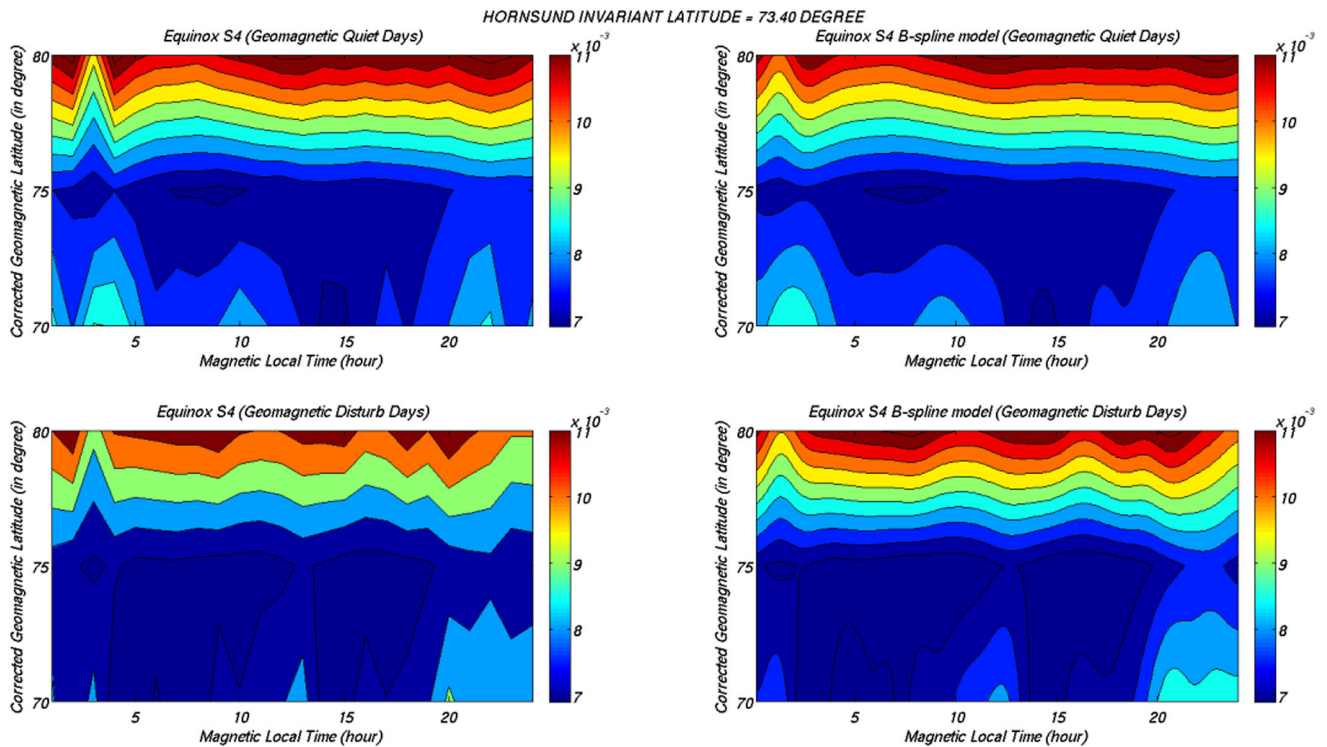 HORNSUND INVARIANT LATITUDE = 73.40 DEGREE
Equinox S4 (Geomagnetic Quiet Days)
x 10^-3
80
75
70
Corrected Geomagnetic Latitude (in degree)
5 10 15 20
Magnetic Local Time (hour)
11
10
9
8
7
Equinox S4 B-spline model (Geomagnetic Quiet Days)
x 10^-3
80
75
70
Corrected Geomagnetic Latitude (in degree)
5 10 15 20
Magnetic Local Time (hour)
11
10
9
8
7
Equinox S4 (Geomagnetic Disturb Days)
x 10^-3
80
75
70
Corrected Geomagnetic Latitude (in degree)
5 10 15 20
Magnetic Local Time (hour)
11
10
9
8
7
Equinox S4 B-spline model (Geomagnetic Disturb Days)
x 10^-3
80
75
70
Corrected Geomagnetic Latitude (in degree)
5 10 15 20
Magnetic Local Time (hour)
11
10
9
8
7